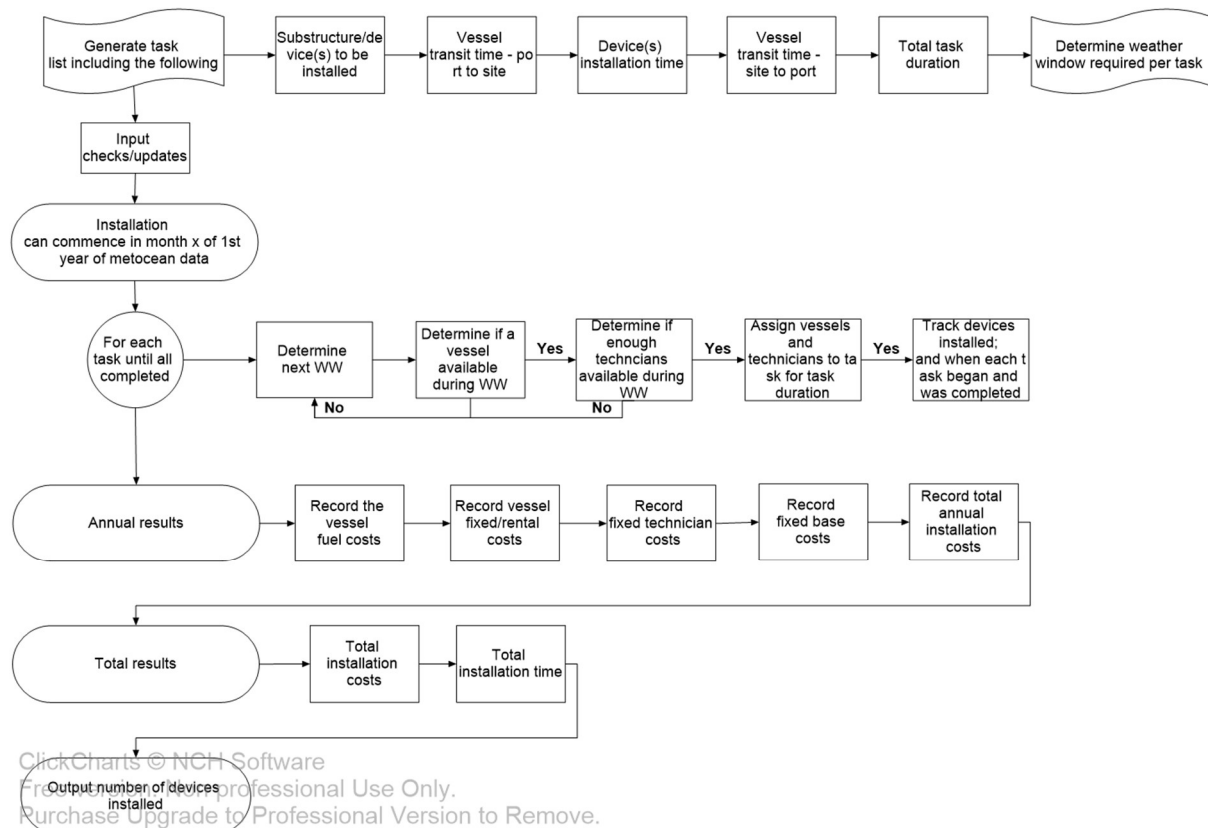 Generate task
list including the following
Substructure/de
vice(s) to be
installed
Vessel
transit time - po
rt to site
Device(s)
installation time
Vessel
transit time -
site to port
Total task
duration
Determine weather
window required per task
Input
checks/updates
Installation
can commence in month x of 1st
year of metocean data
For each
task until all
completed
Determine
next WW
Determine if a
vessel
available
during WW
Yes
Determine if
enough
techncians
available during
WW
Yes
Assign vessels
and
technicians to ta
sk for task
duration
Yes
Track devices
installed;
and when each t
ask began and
was completed
No
No
Annual results
Record the
vessel
fuel costs
Record vessel
fixed/rental
costs
Record
fixed technician
costs
Record
fixed base
costs
Record total
annual
installation
costs
Total results
Total
installation
costs
Total
installation time
Output number of devices
installed
ClickCharts © NCH Software
Free version. Non professional Use Only.
Purchase Upgrade to Professional Version to Remove.